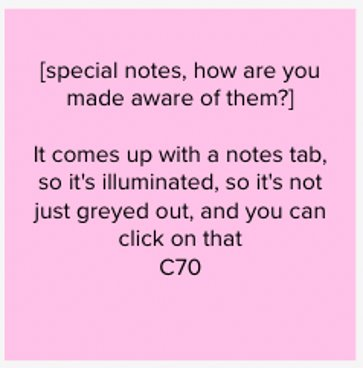 [special notes, how are you
made aware of them?]
It comes up with a notes tab,
so it's illuminated, so it's not
just greyed out, and you can
click on that
C70